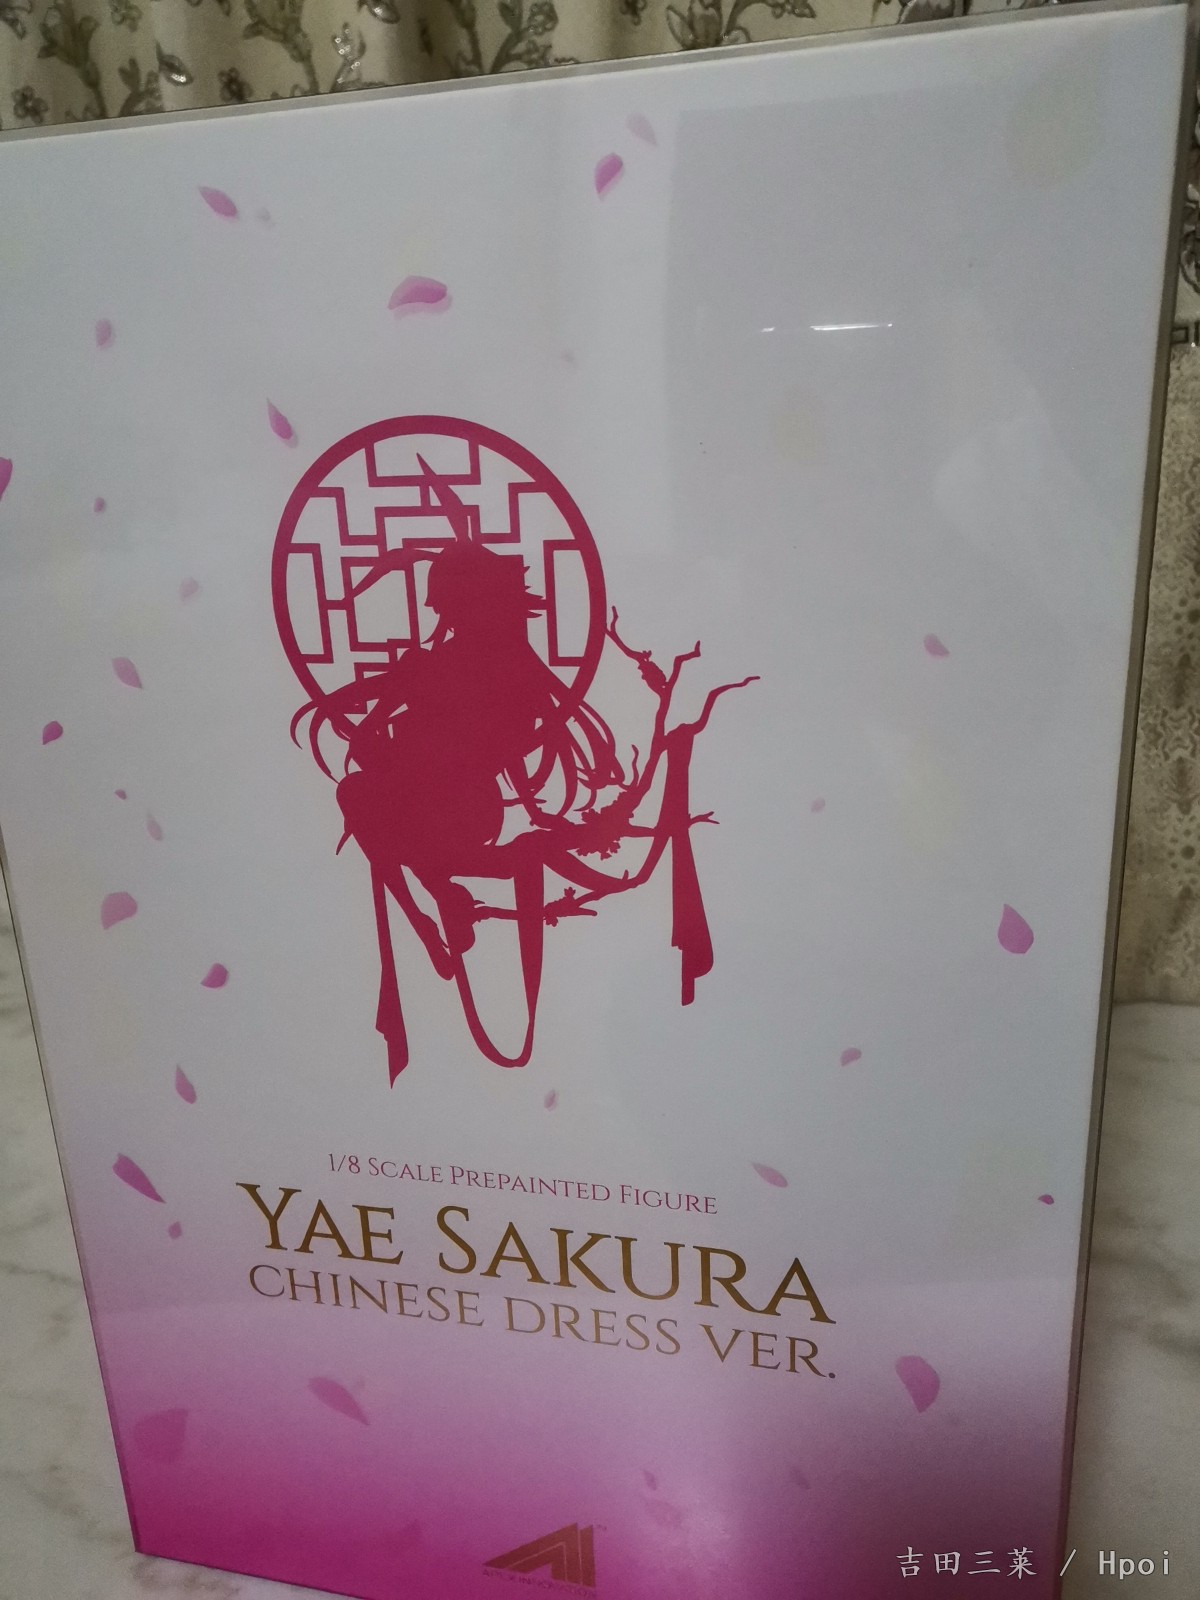 1/8 Scale Prepainted Figure
Yae Sakura
Chinese Dress Ver.
吉田三菜 / Hpoi